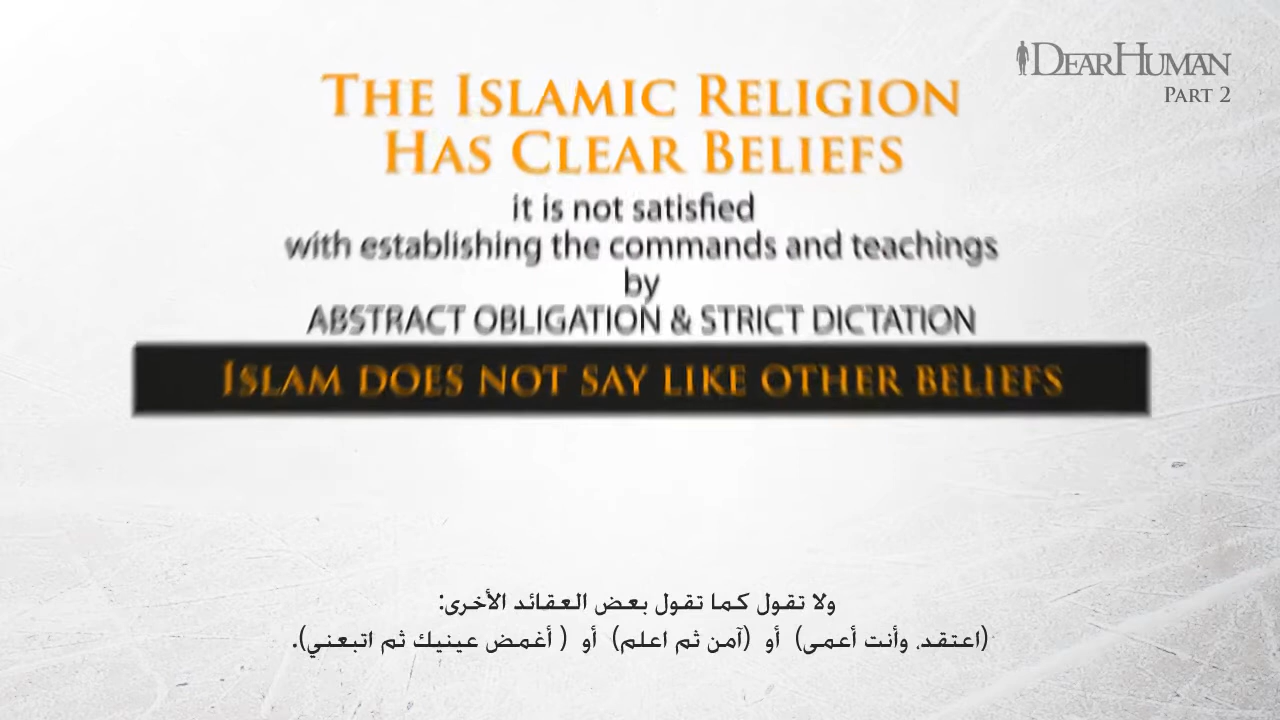 DEARHUMAN
PART 2
THE ISLAMIC RELIGION
HAS CLEAR BELIEFS
it is not satisfied
with establishing the commands and teachings
by
ABSTRACT OBLIGATION & STRICT DICTATION
ISLAM DOES NOT SAY LIKE OTHER BELIEFS
ولا تقول كما تقول بعض العقائد الأخرى:
(اعتقد، وأنت أعمى) أو (آمن ثم اعلم) أو ( أغمض عينيك ثم اتبعني).